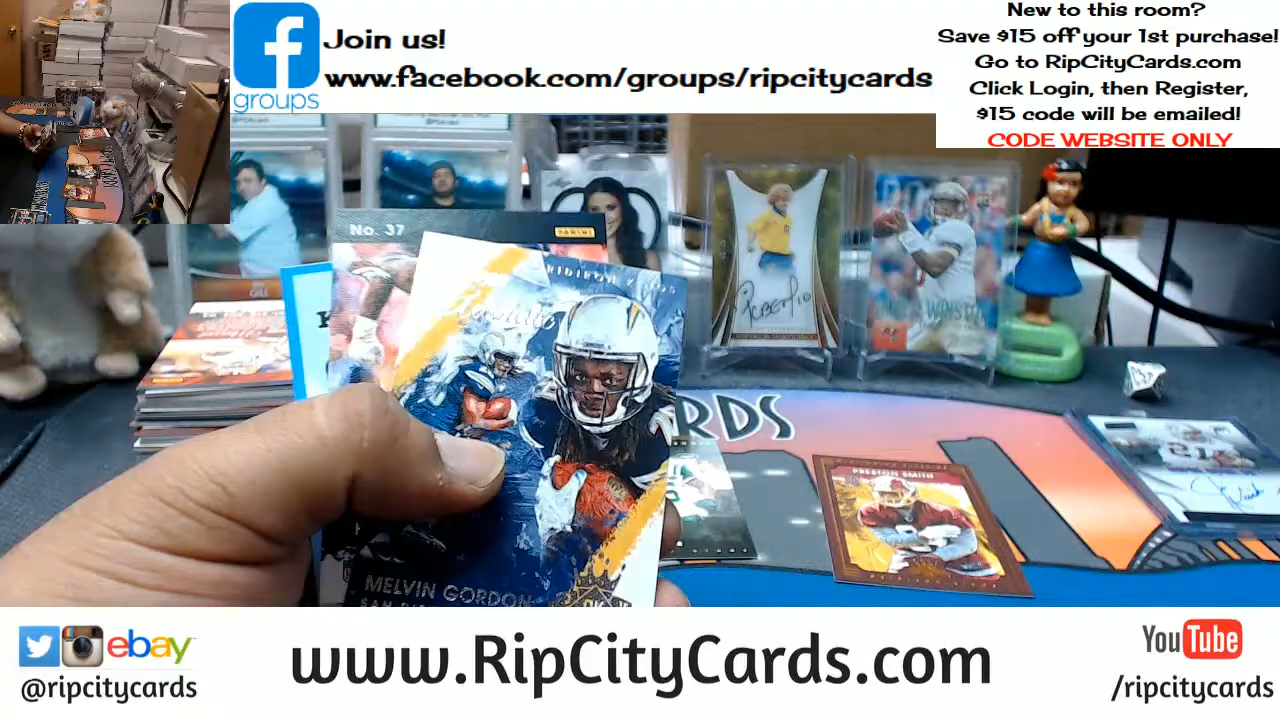 Join us!
www.facebook.com/groups/ripcitycards
groups
New to this room?
Save $15 off your 1st purchase!
Go to RipCityCards.com
Click Login, then Register,
$15 code will be emailed!
CODE WEBSITE ONLY
No. 37
PANINI
MELVIN GORDON
PRESTON SMITH
RDS
ebay
@ripcitycards
www.RipCityCards.com
YouTube
/ripcitycards